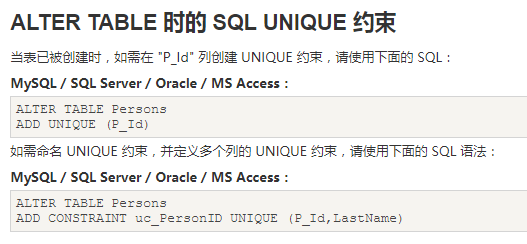 ALTER TABLE 时的 SQL UNIQUE 约束
当表已被创建时，如需在 "P_Id" 列创建 UNIQUE 约束，请使用下面的 SQL：
MySQL / SQL Server / Oracle / MS Access：
ALTER TABLE Persons
ADD UNIQUE (P_Id)
如需命名 UNIQUE 约束，并定义多个列的 UNIQUE 约束，请使用下面的 SQL 语法：
MySQL / SQL Server / Oracle / MS Access：
ALTER TABLE Persons
ADD CONSTRAINT uc_PersonID UNIQUE (P_Id,LastName)